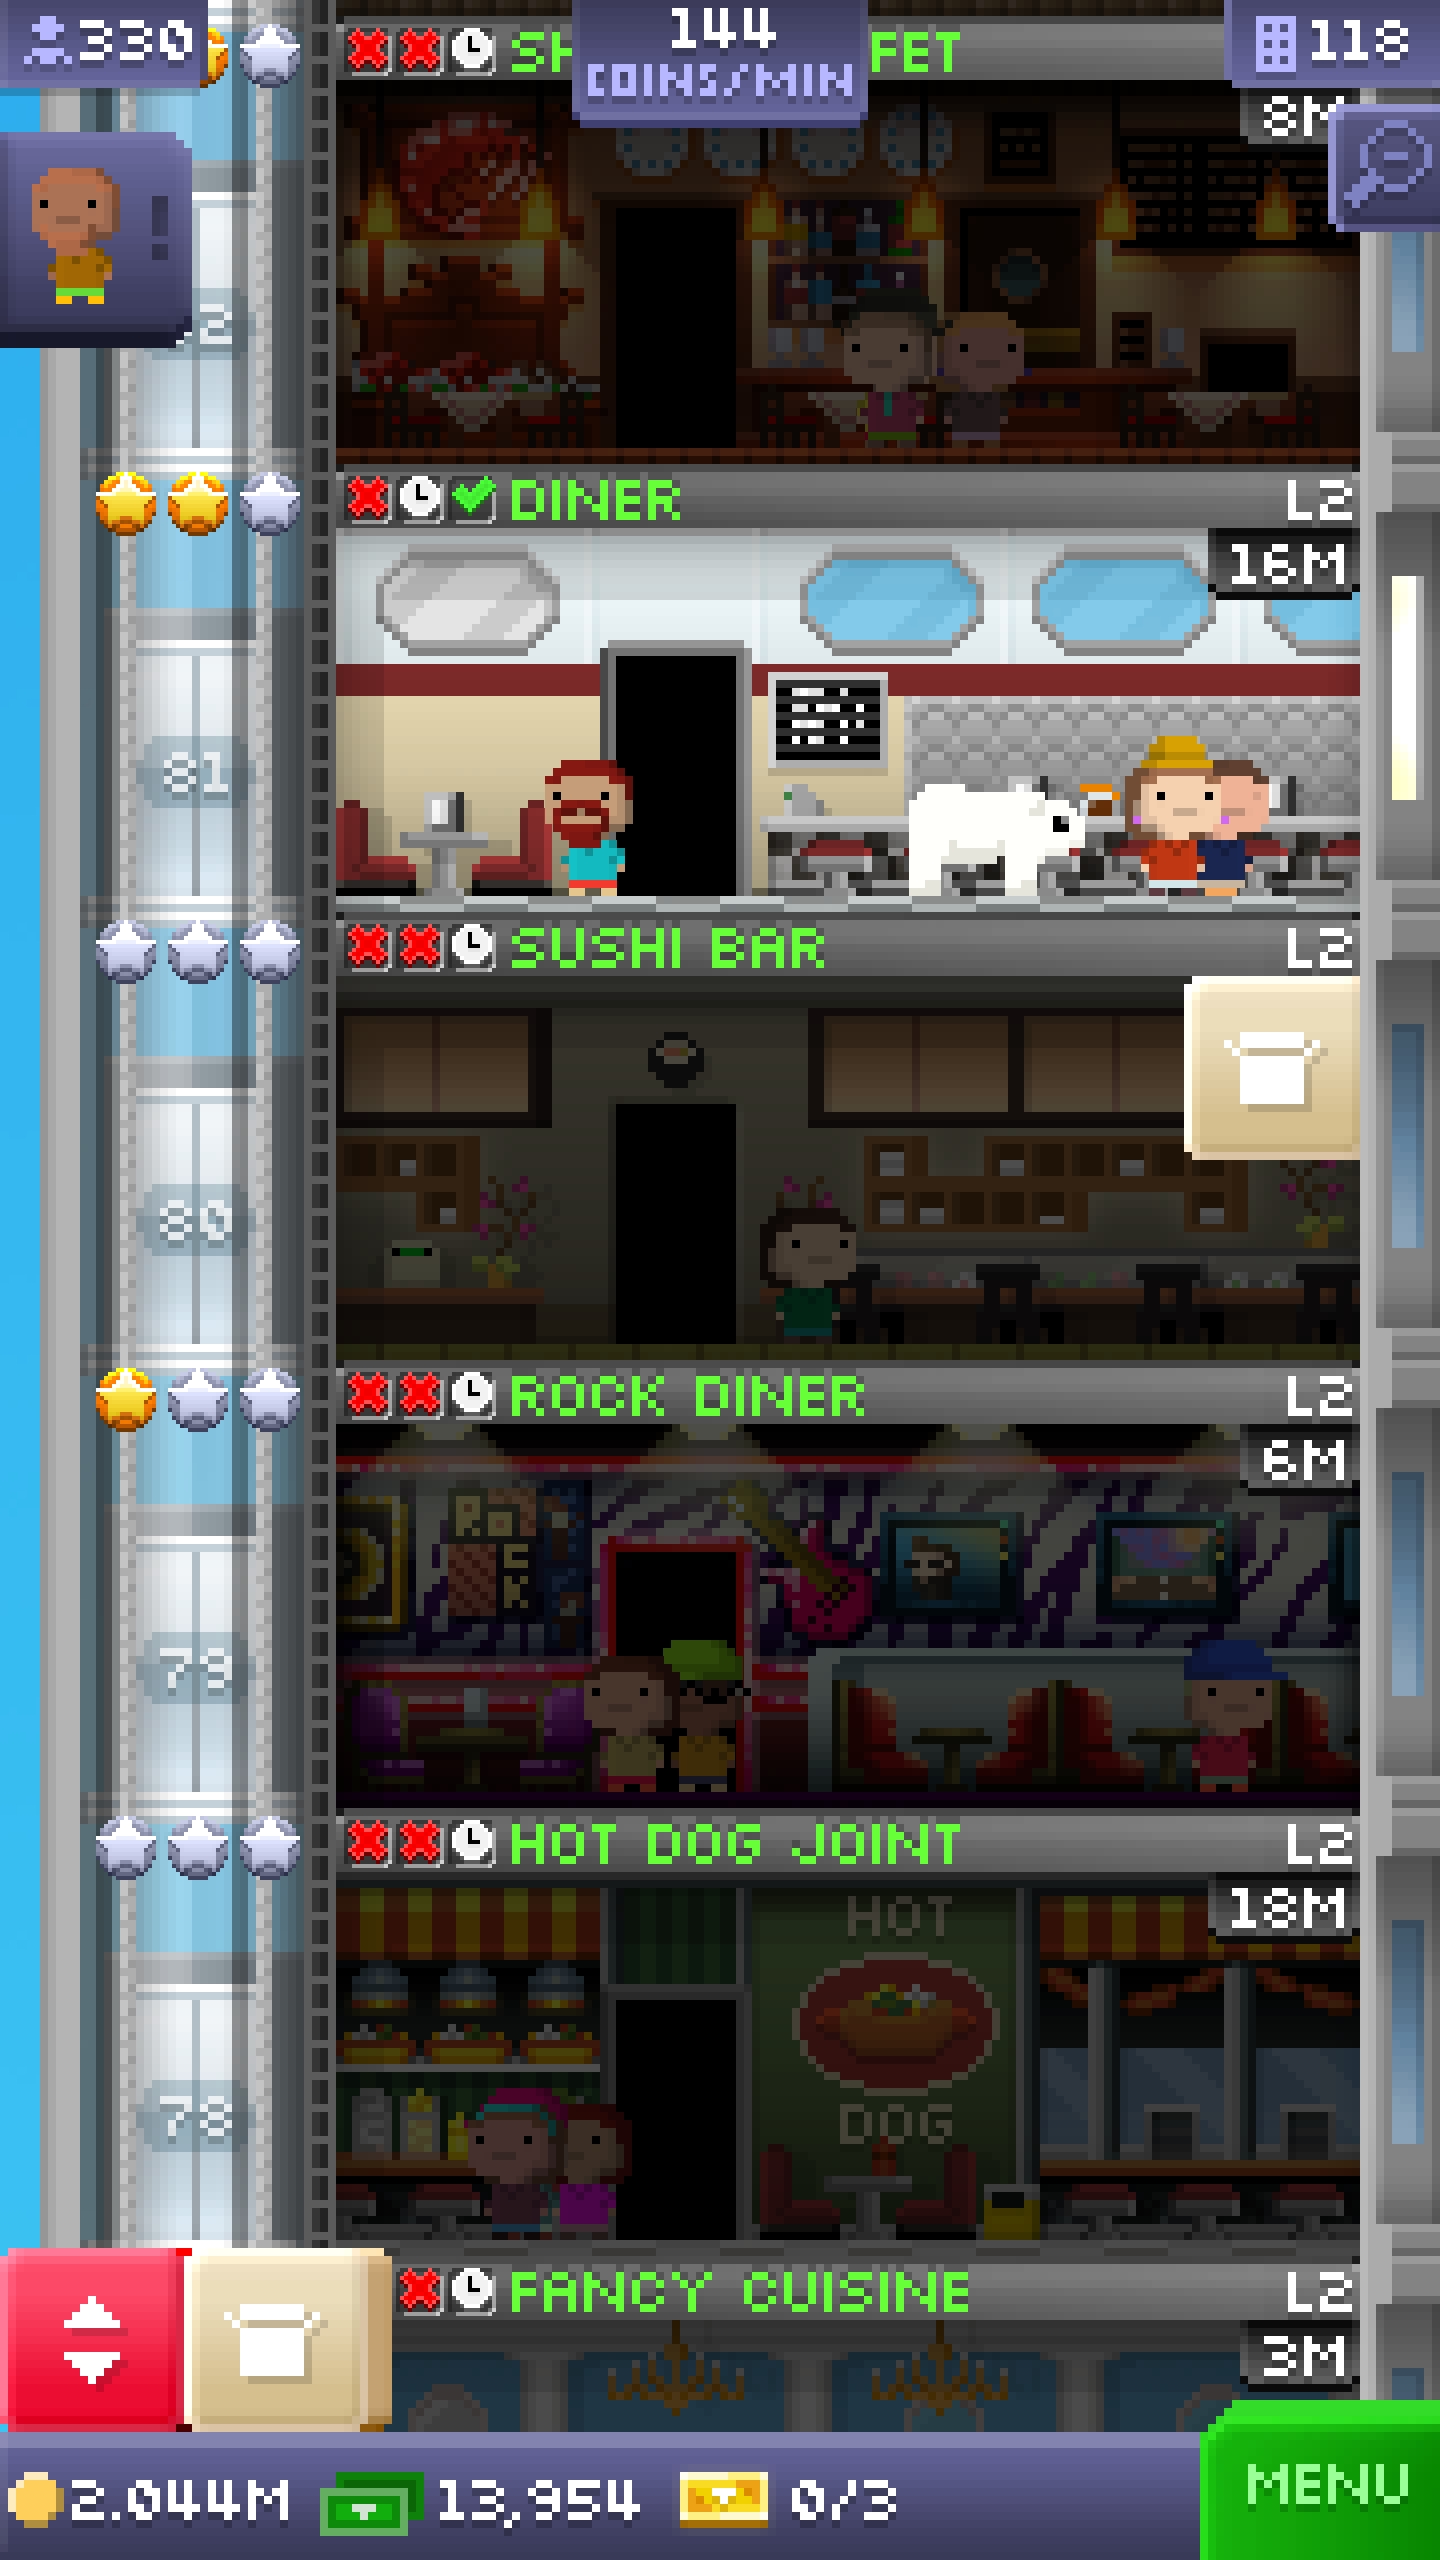 330
144
COINS/MIN
118
SH FET
8M
DINER L2
16M
81
SUSHI BAR L2
80
ROCK DINER L2
6M
ROCK
79
HOT DOG JOINT L2
18M
HOT
DOG
78
FANCY CUISINE L2
3M
2.044M 13,954 0/3
MENU